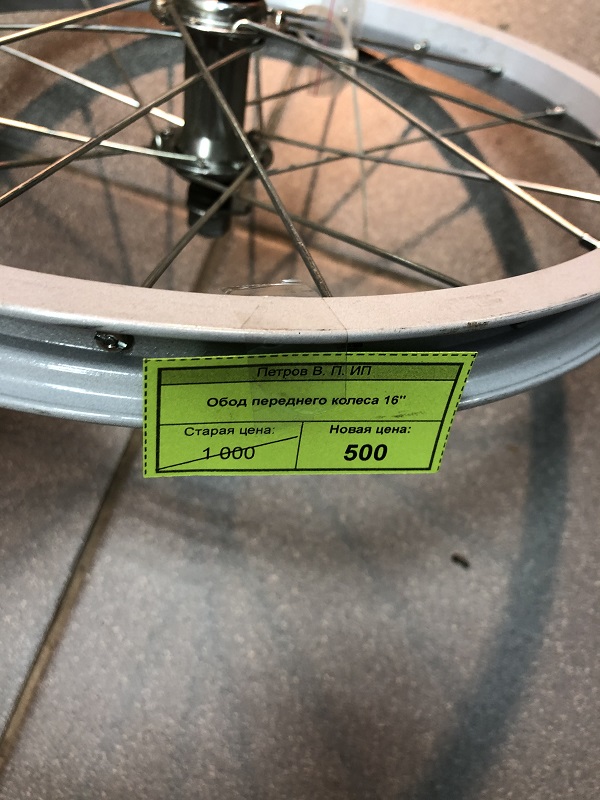 Петров В. П. ИП
Обод переднего колеса 16"
Старая цена: Новая цена:
1 000 500